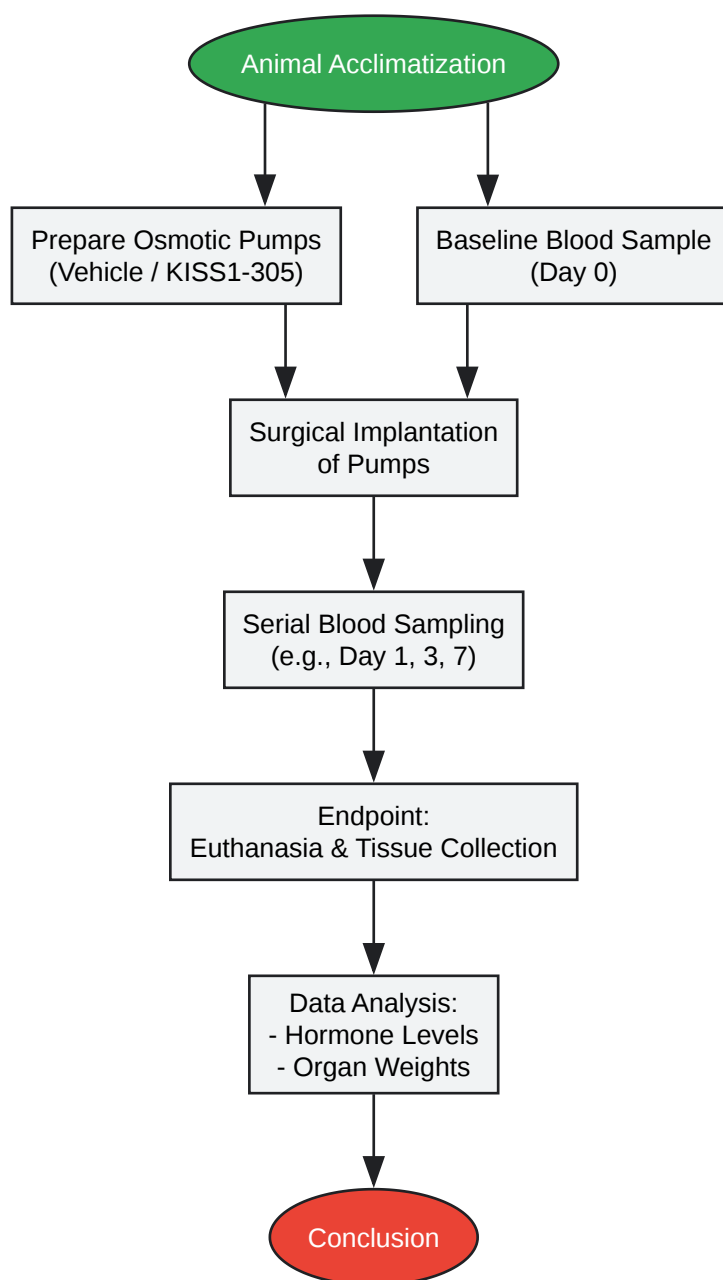 Animal Acclimatization
Prepare Osmotic Pumps
(Vehicle / KISS1-305)
Baseline Blood Sample
(Day 0)
Surgical Implantation
of Pumps
Serial Blood Sampling
(e.g., Day 1, 3, 7)
Endpoint:
Euthanasia & Tissue Collection
Data Analysis:
- Hormone Levels
- Organ Weights
Conclusion